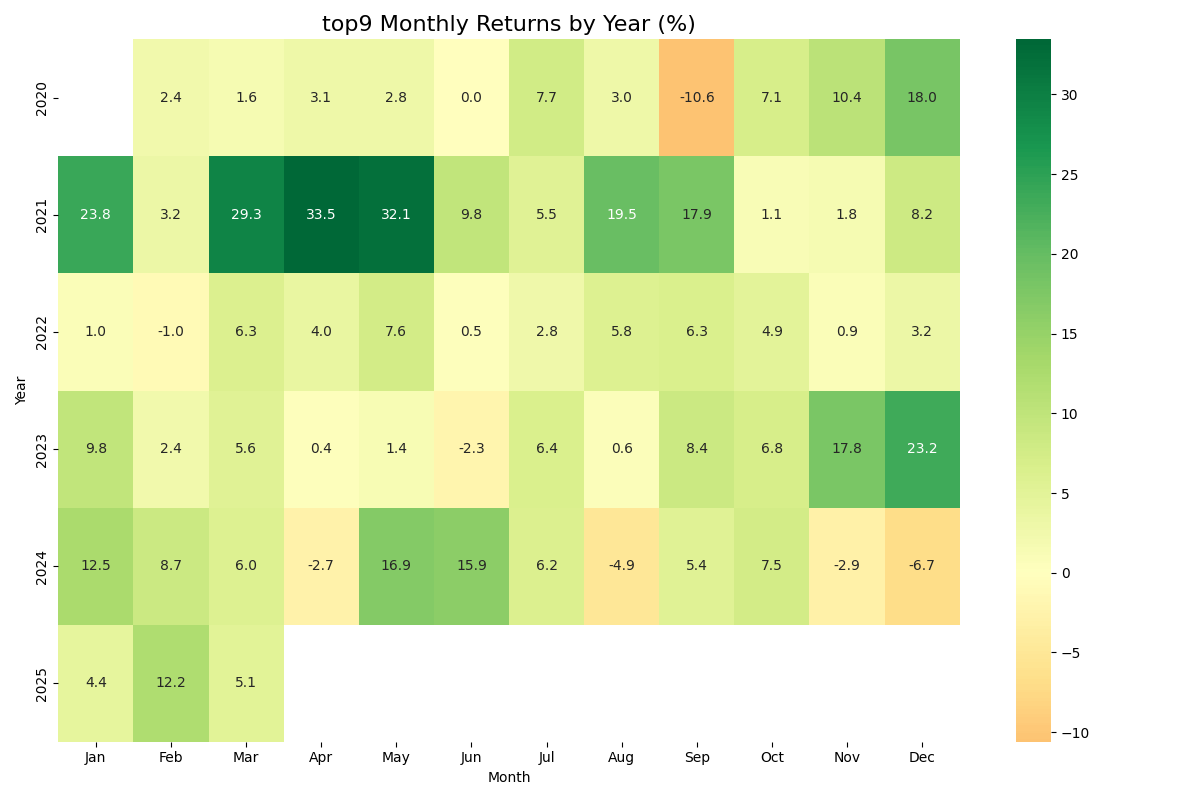 top9 Monthly Returns by Year (%)
2020 2.4 1.6 3.1 2.8 0.0 7.7 3.0 -10.6 7.1 10.4 18.0
2021 23.8 3.2 29.3 33.5 32.1 9.8 5.5 19.5 17.9 1.1 1.8 8.2
2022 1.0 -1.0 6.3 4.0 7.6 0.5 2.8 5.8 6.3 4.9 0.9 3.2
2023 9.8 2.4 5.6 0.4 1.4 -2.3 6.4 0.6 8.4 6.8 17.8 23.2
2024 12.5 8.7 6.0 -2.7 16.9 15.9 6.2 -4.9 5.4 7.5 -2.9 -6.7
2025 4.4 12.2 5.1
Year
Jan Feb Mar Apr May Jun Jul Aug Sep Oct Nov Dec
Month
30
25
20
15
10
5
0
−5
−10